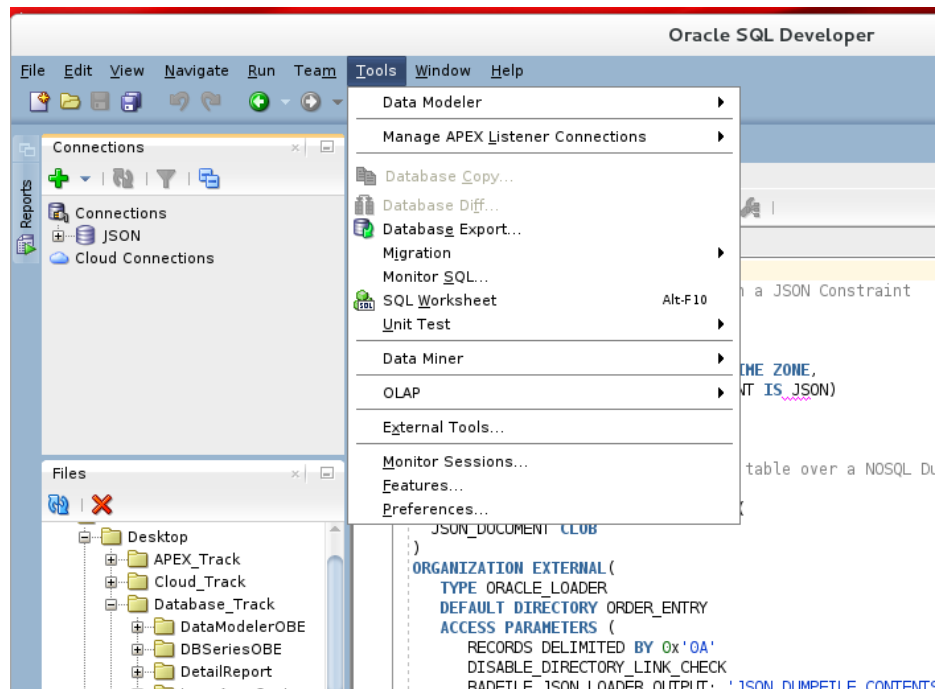 Oracle SQL Developer
File Edit View Navigate Run Team Tools Window Help
Reports
Connections
Connections
JSON
Cloud Connections
Data Modeler
Manage APEX Listener Connections
Database Copy...
Database Diff...
Database Export...
Migration
Monitor SQL...
SQL Worksheet Alt-F10
Unit Test
Data Miner
OLAP
External Tools...
Monitor Sessions...
Features...
Preferences...
Files
Desktop
APEX_Track
Cloud_Track
Database_Track
DataModelerOBE
DBSeriesOBE
DetailReport
a JSON Constraint
ZONE,
IS JSON)
table over a NOSQL
JSON_DOCUMENT CLOB
)
ORGANIZATION EXTERNAL(
TYPE ORACLE_LOADER
DEFAULT DIRECTORY ORDER_ENTRY
ACCESS PARAMETERS (
RECORDS DELIMITED BY 0x'0A'
DISABLE_DIRECTORY_LINK_CHECK
BADFILE JSON_LOADER_OUTPUT: 'JSON_DUMPFILE_CONTENTS